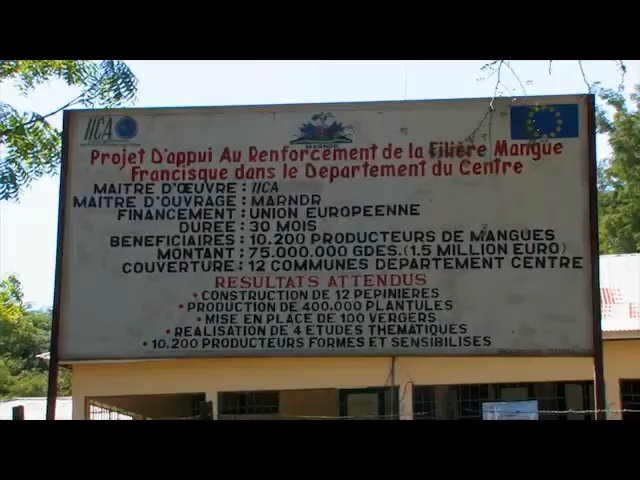 IICA
MARNDR
Projet D'appui Au Renforcement de la Filière Mangue
Francisque dans le Departement du Centre
MAITRE D'ŒUVRE : IICA
MAITRE D'OUVRAGE : MARNDR
FINANCEMENT : UNION EUROPEENNE
DUREE : 30 MOIS
BENEFICIAIRES : 10.200 PRODUCTEURS DE MANGUES
MONTANT : 75.000.000 GDES.(1.5 MILLION EURO)
COUVERTURE : 12 COMMUNES DEPARTEMENT CENTRE
RESULTATS ATTENDUS
• CONSTRUCTION DE 12 PEPINIERES
• PRODUCTION DE 400.000 PLANTULES
• MISE EN PLACE DE 100 VERGERS
• REALISATION DE 4 ETUDES THEMATIQUES
• 10.200 PRODUCTEURS FORMES ET SENSIBILISES